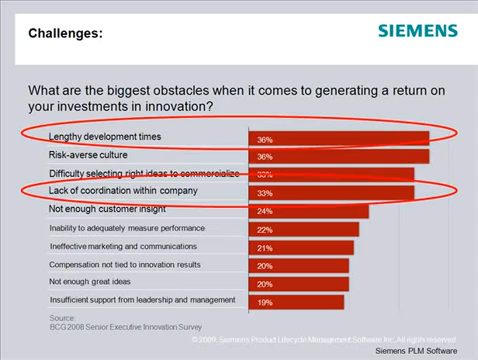 Challenges:
SIEMENS
What are the biggest obstacles when it comes to generating a return on
your investments in innovation?
Lengthy development times 36%
Risk-averse culture 36%
Difficulty selecting right ideas to commercialize 33%
Lack of coordination within company 33%
Not enough customer insight 24%
Inability to adequately measure performance 22%
Ineffective marketing and communications 21%
Compensation not tied to innovation results 20%
Not enough great ideas 20%
Insufficient support from leadership and management 19%
Source:
BCG 2008 Senior Executive Innovation Survey
© 2009. Siemens Product Lifecycle Management Software Inc. All rights reserved
Siemens PLM Software